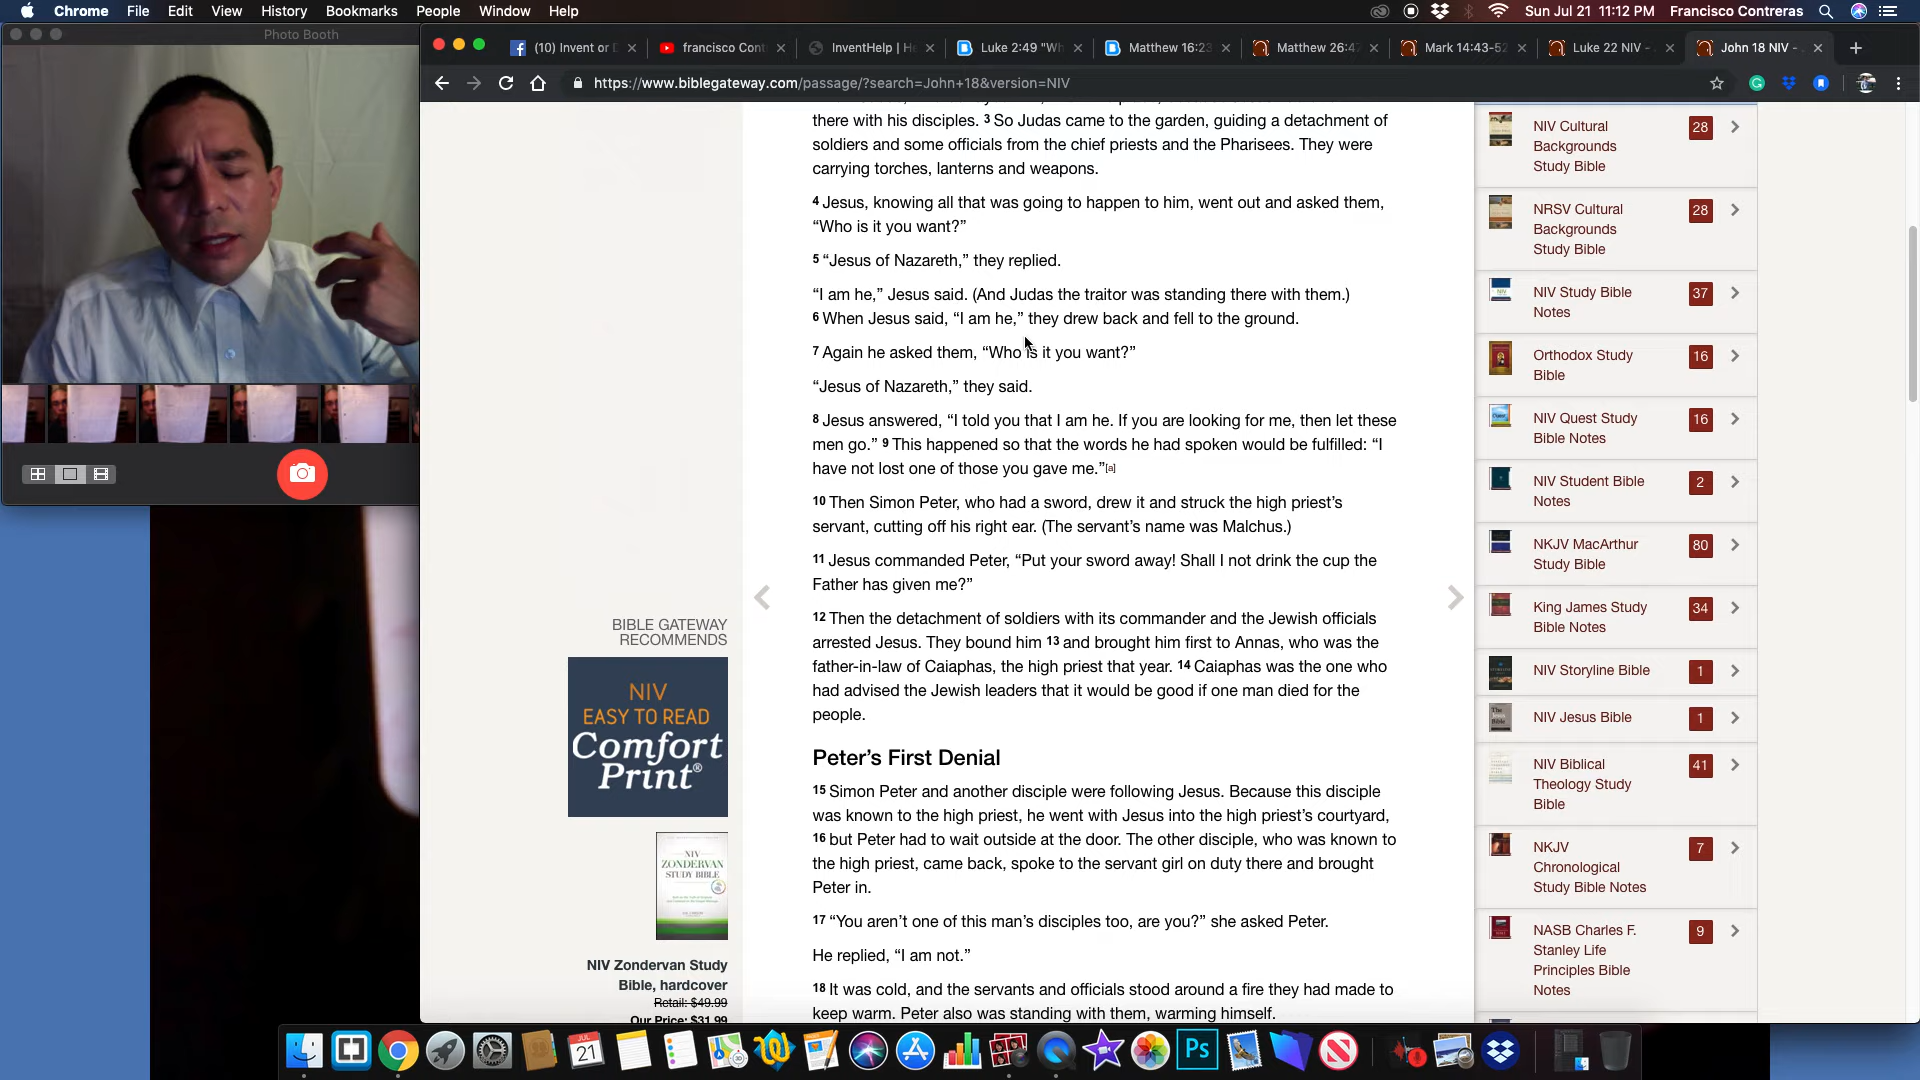 Chrome File Edit View History Bookmarks People Window Help
Sun Jul 21 11:12 PM Francisco Contreras
Photo Booth
(10) Invent or
francisco Con
InventHelp | H
Luke 2:49 "Wh
Matthew 16:23
Matthew 26:47
Mark 14:43-52
Luke 22 NIV -
John 18 NIV -
https://www.biblegateway.com/passage/?search=John+18&version=NIV
there with his disciples. 3 So Judas came to the garden, guiding a detachment of
soldiers and some officials from the chief priests and the Pharisees. They were
carrying torches, lanterns and weapons.
4 Jesus, knowing all that was going to happen to him, went out and asked them,
“Who is it you want?”
5 “Jesus of Nazareth,” they replied.
“I am he,” Jesus said. (And Judas the traitor was standing there with them.)
6 When Jesus said, “I am he,” they drew back and fell to the ground.
7 Again he asked them, “Who is it you want?”
“Jesus of Nazareth,” they said.
8 Jesus answered, “I told you that I am he. If you are looking for me, then let these
men go.” 9 This happened so that the words he had spoken would be fulfilled: “I
have not lost one of those you gave me.”[a]
10 Then Simon Peter, who had a sword, drew it and struck the high priest’s
servant, cutting off his right ear. (The servant’s name was Malchus.)
11 Jesus commanded Peter, “Put your sword away! Shall I not drink the cup the
Father has given me?”
12 Then the detachment of soldiers with its commander and the Jewish officials
arrested Jesus. They bound him 13 and brought him first to Annas, who was the
father-in-law of Caiaphas, the high priest that year. 14 Caiaphas was the one who
had advised the Jewish leaders that it would be good if one man died for the
people.
Peter’s First Denial
15 Simon Peter and another disciple were following Jesus. Because this disciple
was known to the high priest, he went with Jesus into the high priest’s courtyard,
16 but Peter had to wait outside at the door. The other disciple, who was known to
the high priest, came back, spoke to the servant girl on duty there and brought
Peter in.
17 “You aren’t one of this man’s disciples too, are you?” she asked Peter.
He replied, “I am not.”
18 It was cold, and the servants and officials stood around a fire they had made to
keep warm. Peter also was standing with them, warming himself.
BIBLE GATEWAY
RECOMMENDS
NIV
EASY TO READ
Comfort
Print®
NIV
ZONDERVAN
STUDY BIBLE
NIV Zondervan Study
Bible, hardcover
Retail: $49.99
Our Price: $31.99
NIV Cultural
Backgrounds
Study Bible
28
NRSV Cultural
Backgrounds
Study Bible
28
NIV Study Bible
Notes
37
Orthodox Study
Bible
16
NIV Quest Study
Bible Notes
16
NIV Student Bible
Notes
2
NKJV MacArthur
Study Bible
80
King James Study
Bible Notes
34
NIV Storyline Bible
1
NIV Jesus Bible
1
NIV Biblical
Theology Study
Bible
41
NKJV
Chronological
Study Bible Notes
7
NASB Charles F.
Stanley Life
Principles Bible
Notes
9
JUL
21
Ps